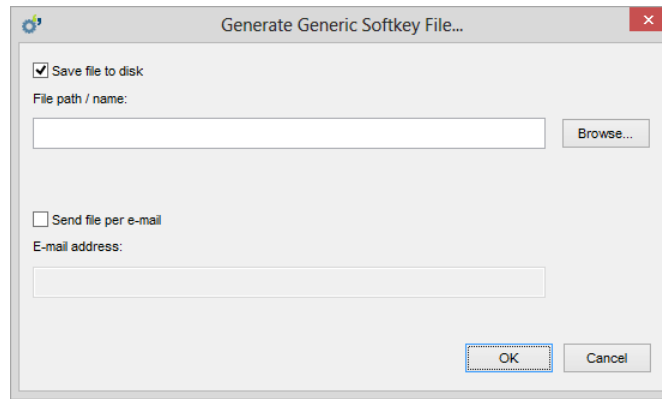 Generate Generic Softkey File...
Save file to disk
File path / name:
Browse...
Send file per e-mail
E-mail address:
OK
Cancel